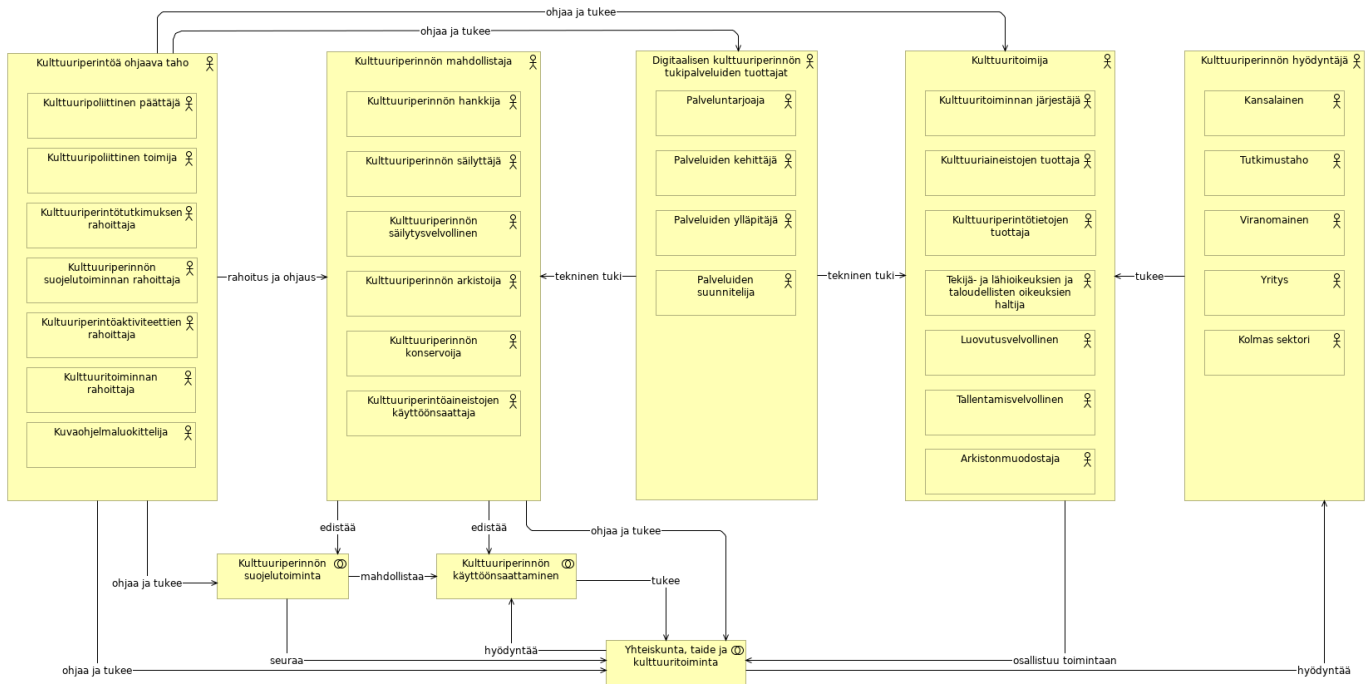 ohjaa ja tukee
ohjaa ja tukee
Kulttuuriperintöä ohjaava taho
Kulttuuripoliittinen päättäjä
Kulttuuripoliittinen toimija
Kulttuuriperintötutkimuksen
rahoittaja
Kulttuuriperinnön
suojelutoiminnan rahoittaja
Kultuuriperintöaktiviteettien
rahoittaja
Kulttuuritoiminnan
rahoittaja
Kuvaohjelmaluokittelija
rahoitus ja ohjaus
Kulttuuriperinnön mahdollistaja
Kulttuuriperinnön hankkija
Kulttuuriperinnön säilyttäjä
Kulttuuriperinnön
säilytysvelvollinen
Kulttuuriperinnön arkistoija
Kulttuuriperinnön
konservoija
Kulttuuriperintöaineistojen
käyttöönsaattaja
tekninen tuki
Digitaalisen kulttuuriperinnön
tukipalveluiden tuottajat
Palveluntarjoaja
Palveluiden kehittäjä
Palveluiden ylläpitäjä
Palveluiden
suunnitelija
tekninen tuki
Kulttuuritoimija
Kulttuuritoiminnan järjestäjä
Kulttuuriaineistojen tuottaja
Kulttuuriperintötietojen
tuottaja
Tekijä- ja lähioikeuksien ja
taloudellisten oikeuksien
haltija
Luovutusvelvollinen
Tallentamisvelvollinen
Arkistonmuodostaja
tukee
Kulttuuriperinnön hyödyntäjä
Kansalainen
Tutkimustaho
Viranomainen
Yritys
Kolmas sektori
edistää
edistää
ohjaa ja tukee
ohjaa ja tukee
Kulttuuriperinnön
suojelutoiminta
mahdollistaa
Kulttuuriperinnön
käyttöönsaattaminen
tukee
hyödyntää
seuraa
ohjaa ja tukee
Yhteiskunta, taide ja
kulttuuritoiminta
osallistuu toimintaan
hyödyntää